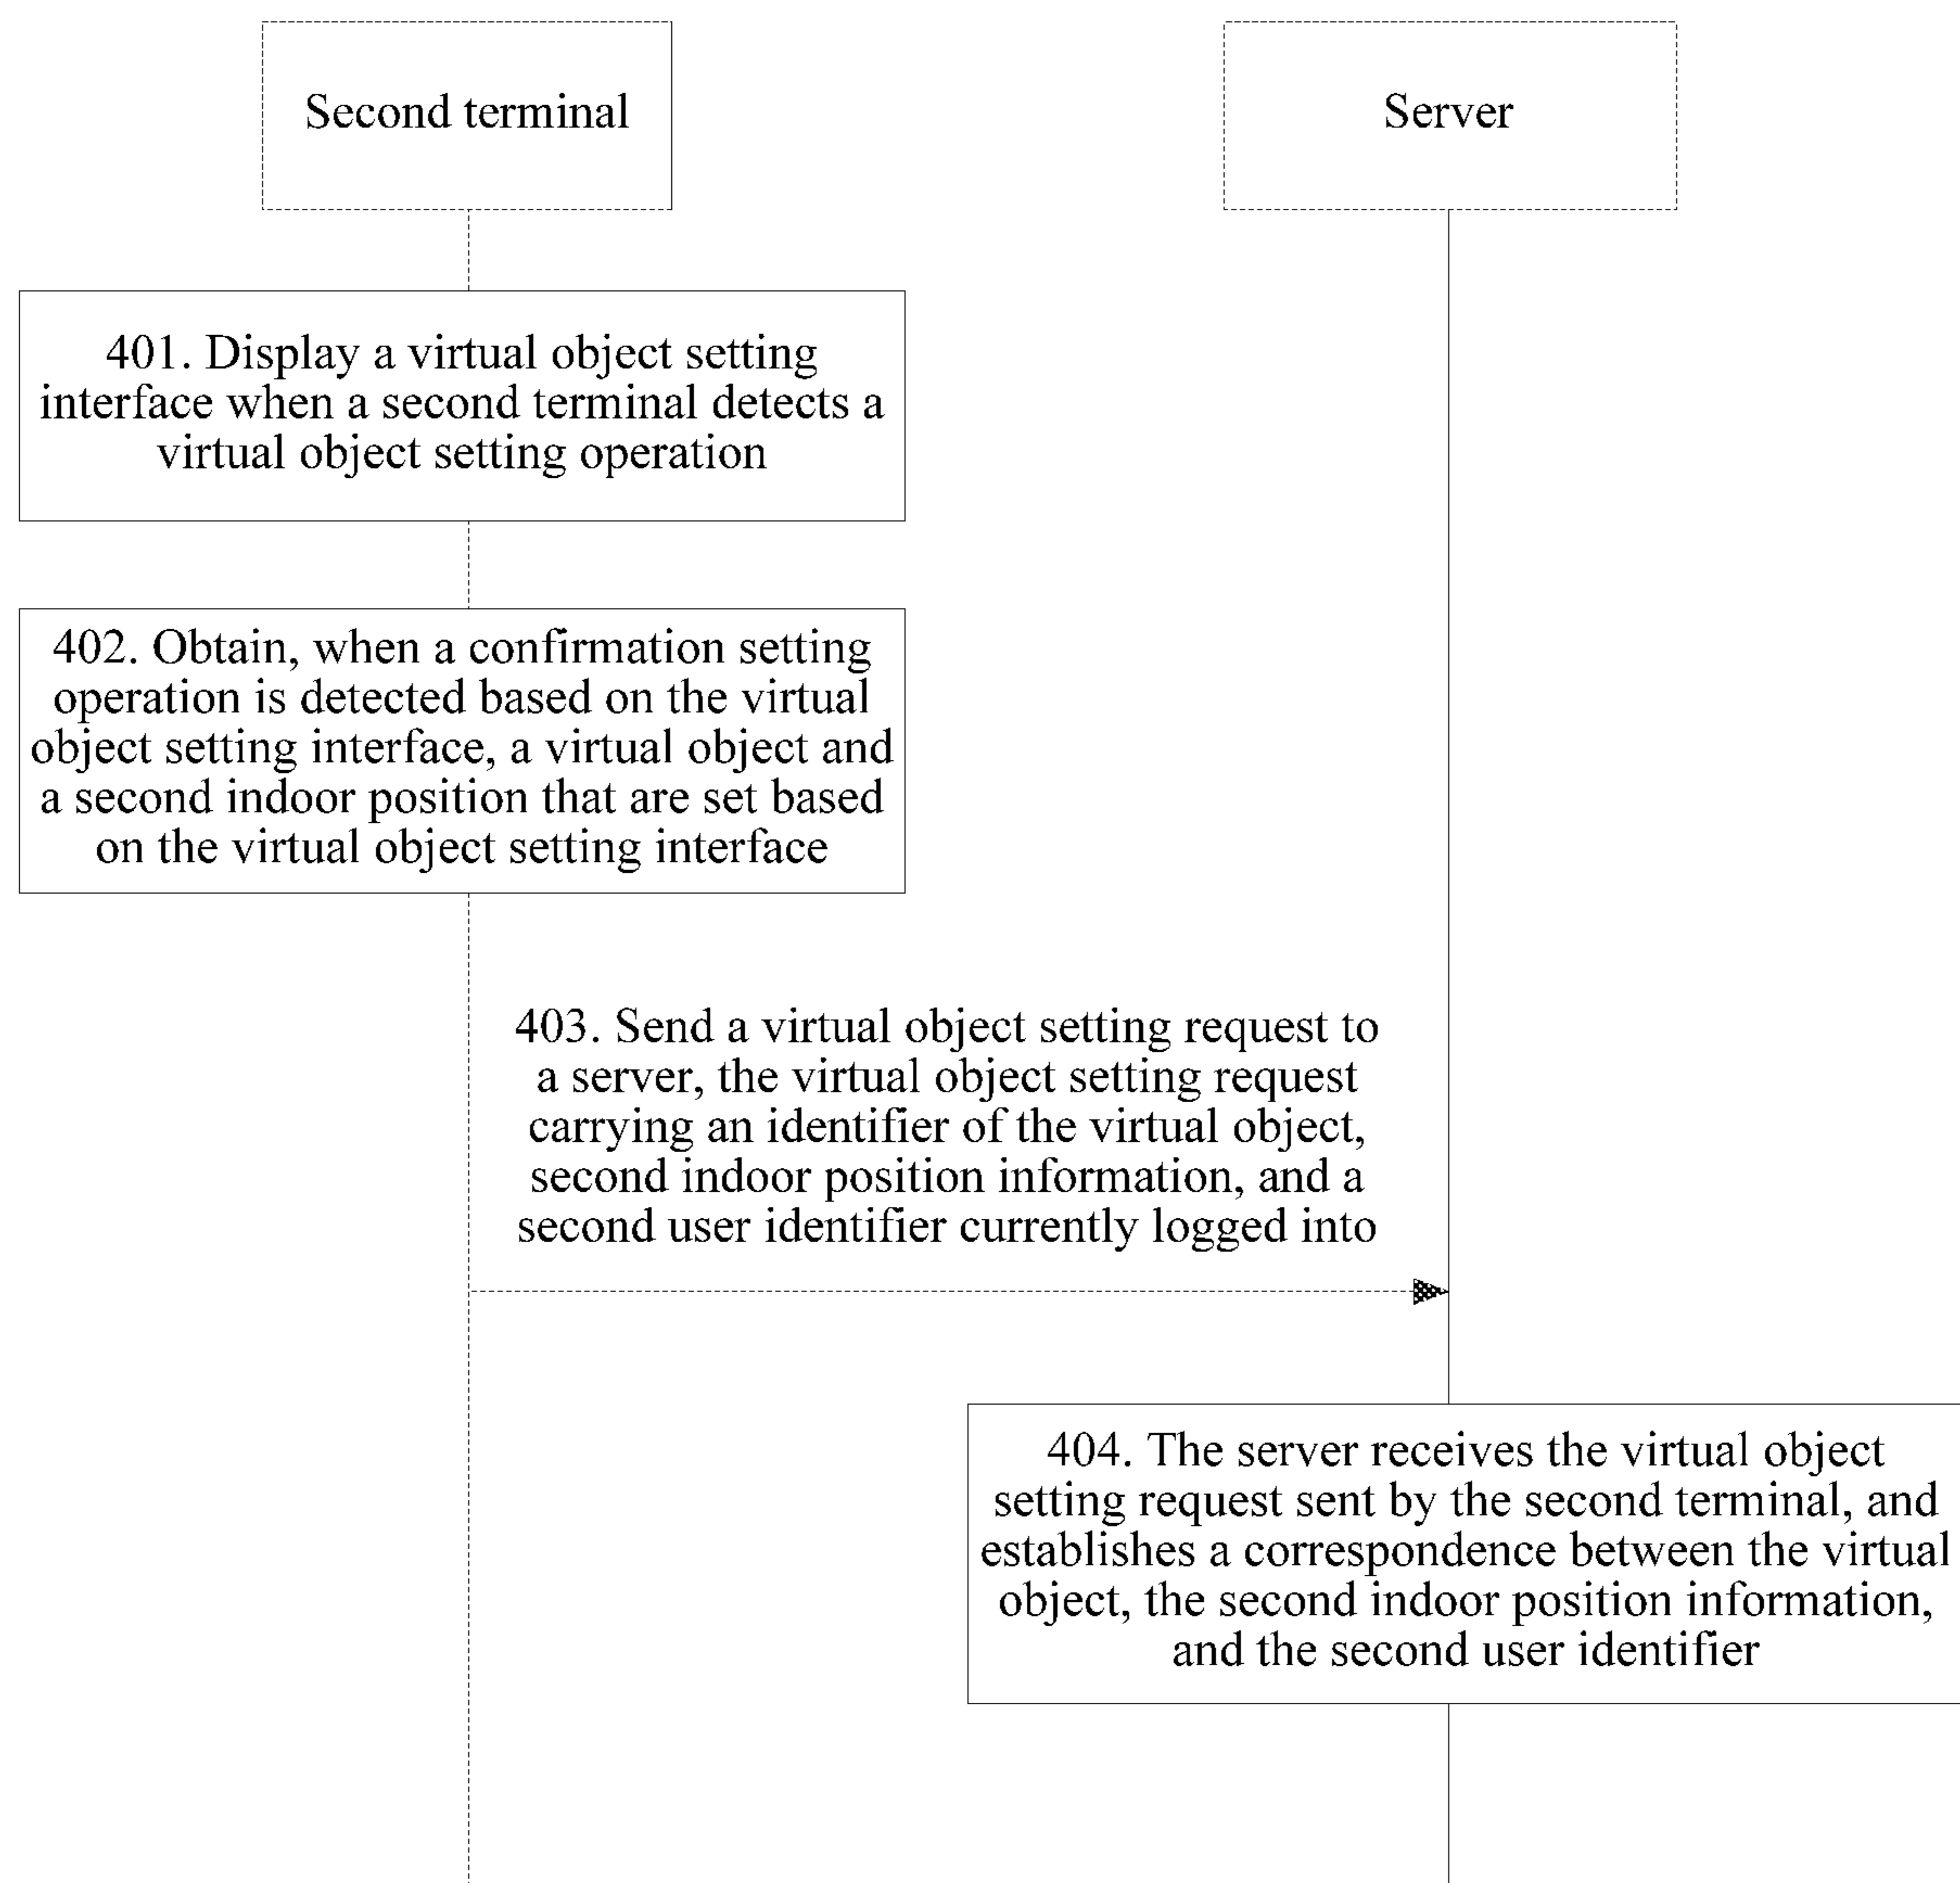 Second terminal
Server
401. Display a virtual object setting
interface when a second terminal detects a
virtual object setting operation
402. Obtain, when a confirmation setting
operation is detected based on the virtual
object setting interface, a virtual object and
a second indoor position that are set based
on the virtual object setting interface
403. Send a virtual object setting request to
a server, the virtual object setting request
carrying an identifier of the virtual object,
second indoor position information, and a
second user identifier currently logged into
404. The server receives the virtual object
setting request sent by the second terminal, and
establishes a correspondence between the virtual
object, the second indoor position information,
and the second user identifier